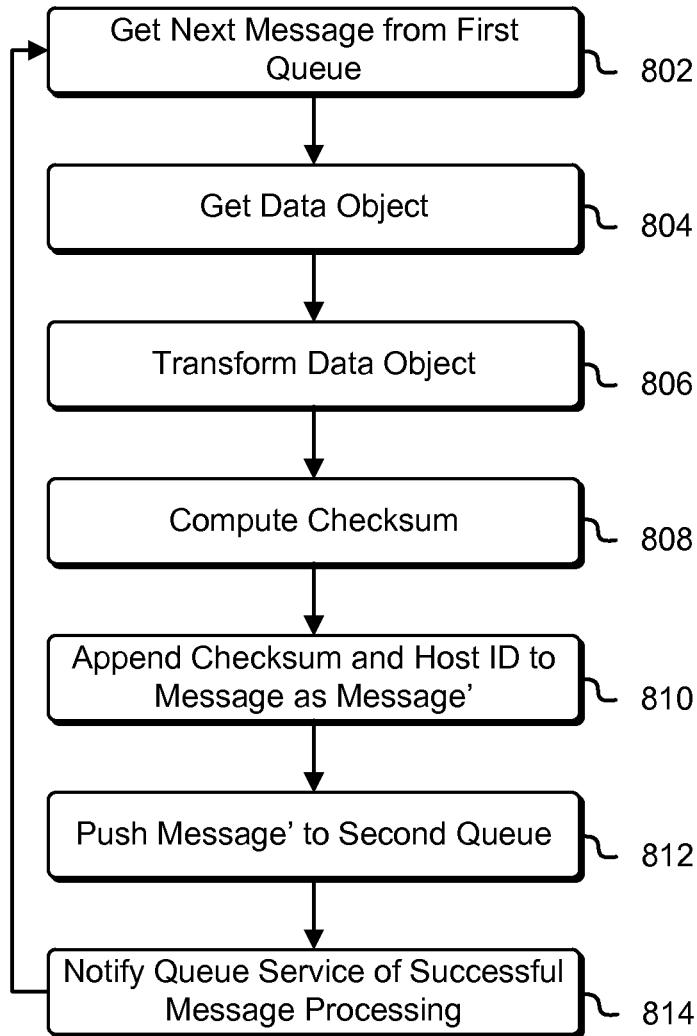 Get Next Message from First
Queue
802
Get Data Object
804
Transform Data Object
806
Compute Checksum
808
Append Checksum and Host ID to
Message as Message’
810
Push Message’ to Second Queue
812
Notify Queue Service of Successful
Message Processing
814